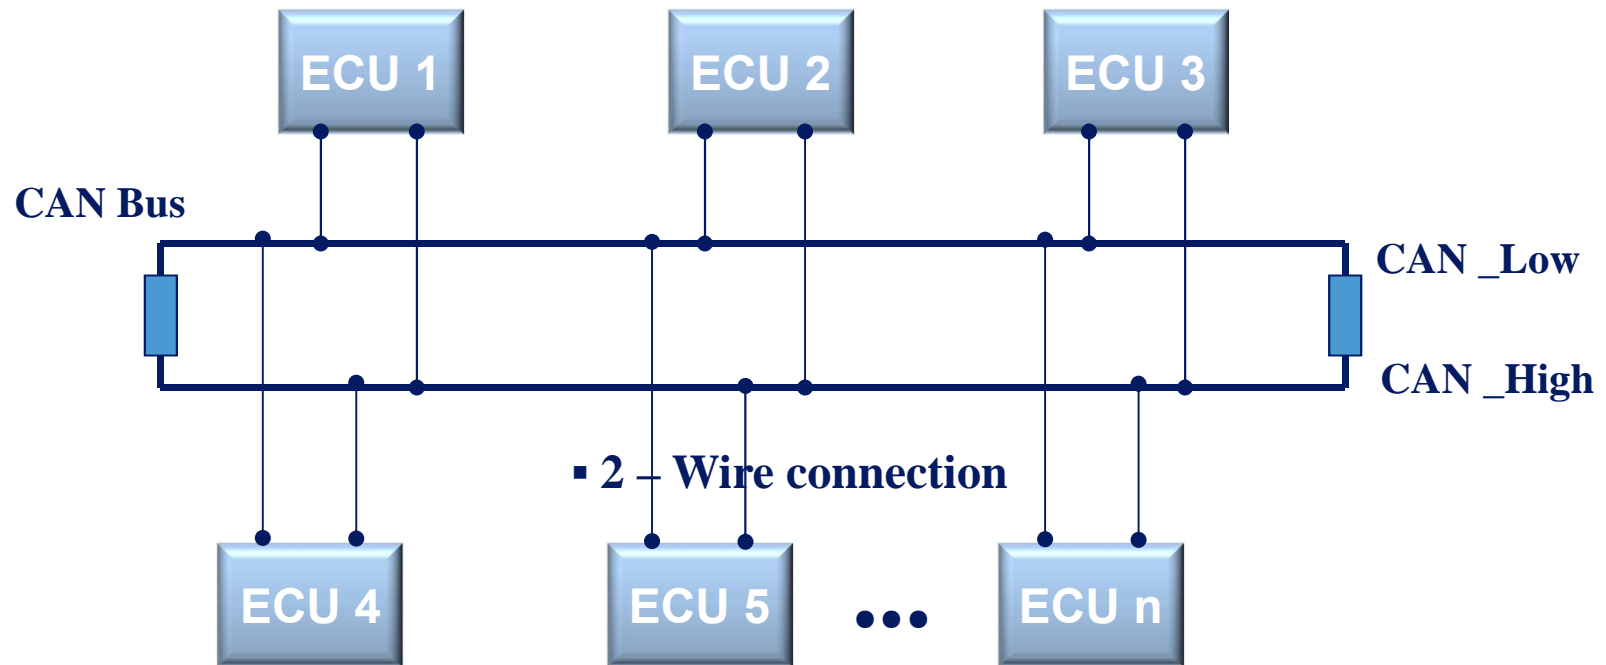 ECU 1
ECU 2
ECU 3
CAN Bus
CAN _Low
CAN _High
▪ 2 – Wire connection
ECU 4
ECU 5
•••
ECU n